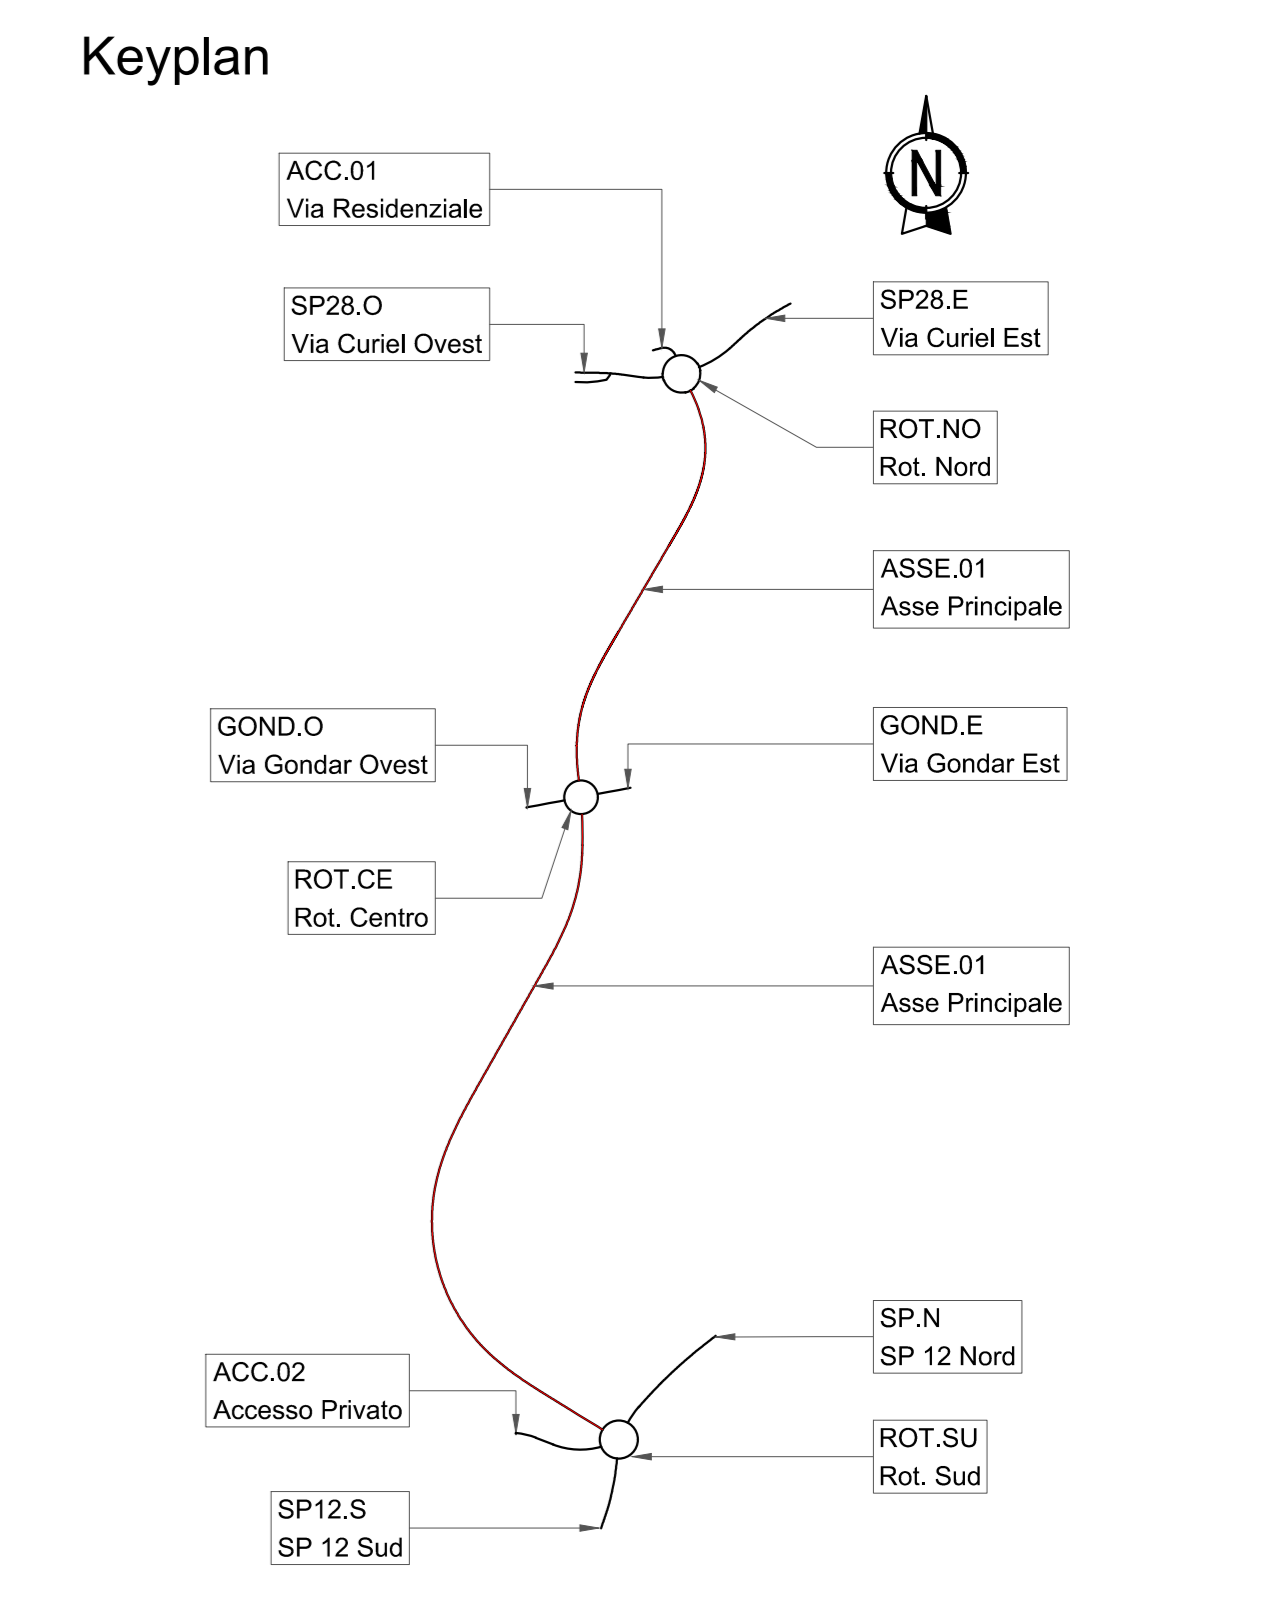 Keyplan
N
ACC.01
Via Residenziale
SP28.O
Via Curiel Ovest
SP28.E
Via Curiel Est
ROT.NO
Rot. Nord
ASSE.01
Asse Principale
GOND.O
Via Gondar Ovest
GOND.E
Via Gondar Est
ROT.CE
Rot. Centro
ASSE.01
Asse Principale
SP.N
SP 12 Nord
ACC.02
Accesso Privato
ROT.SU
Rot. Sud
SP12.S
SP 12 Sud